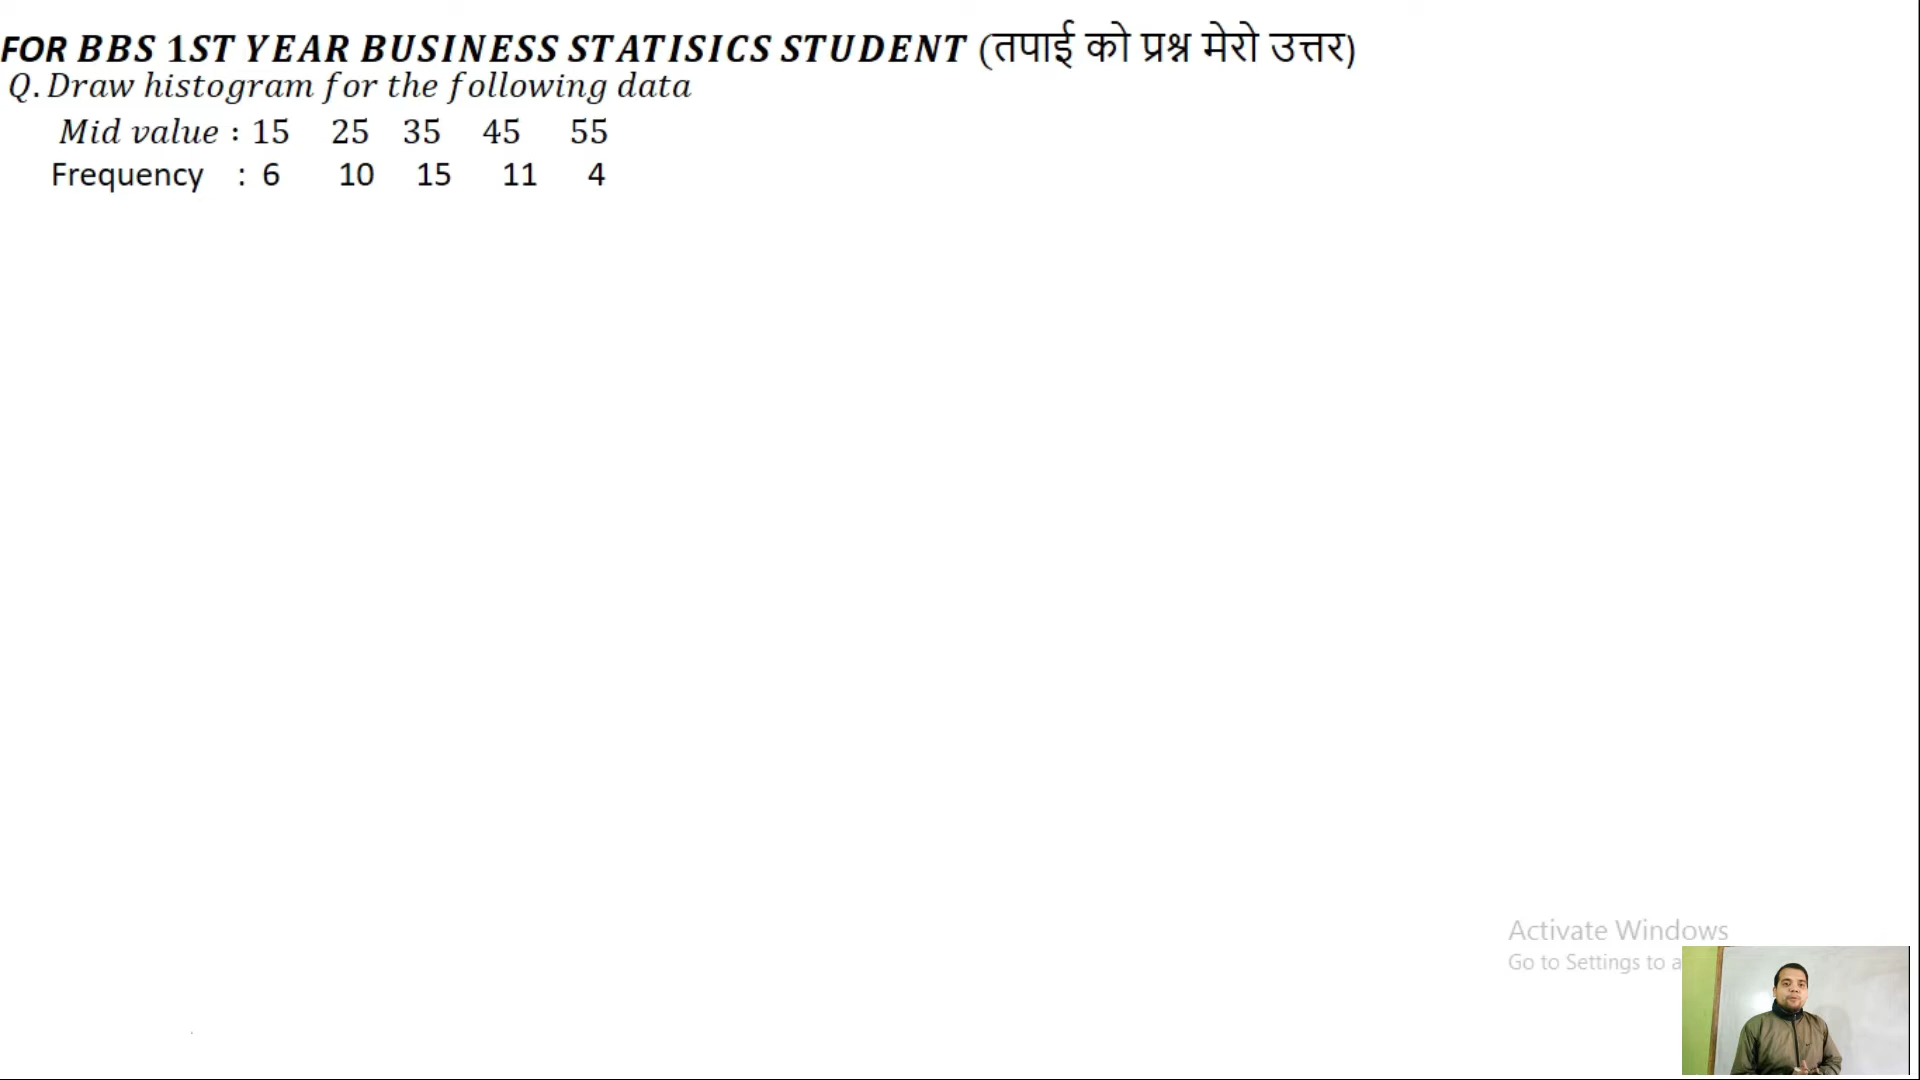 FOR BBS 1ST YEAR BUSINESS STATISICS STUDENT (तपाई को प्रश्न मेरो उत्तर)
Q. Draw histogram for the following data
Mid value : 15 25 35 45 55
Frequency : 6 10 15 11 4
Activate Windows
Go to Settings to a